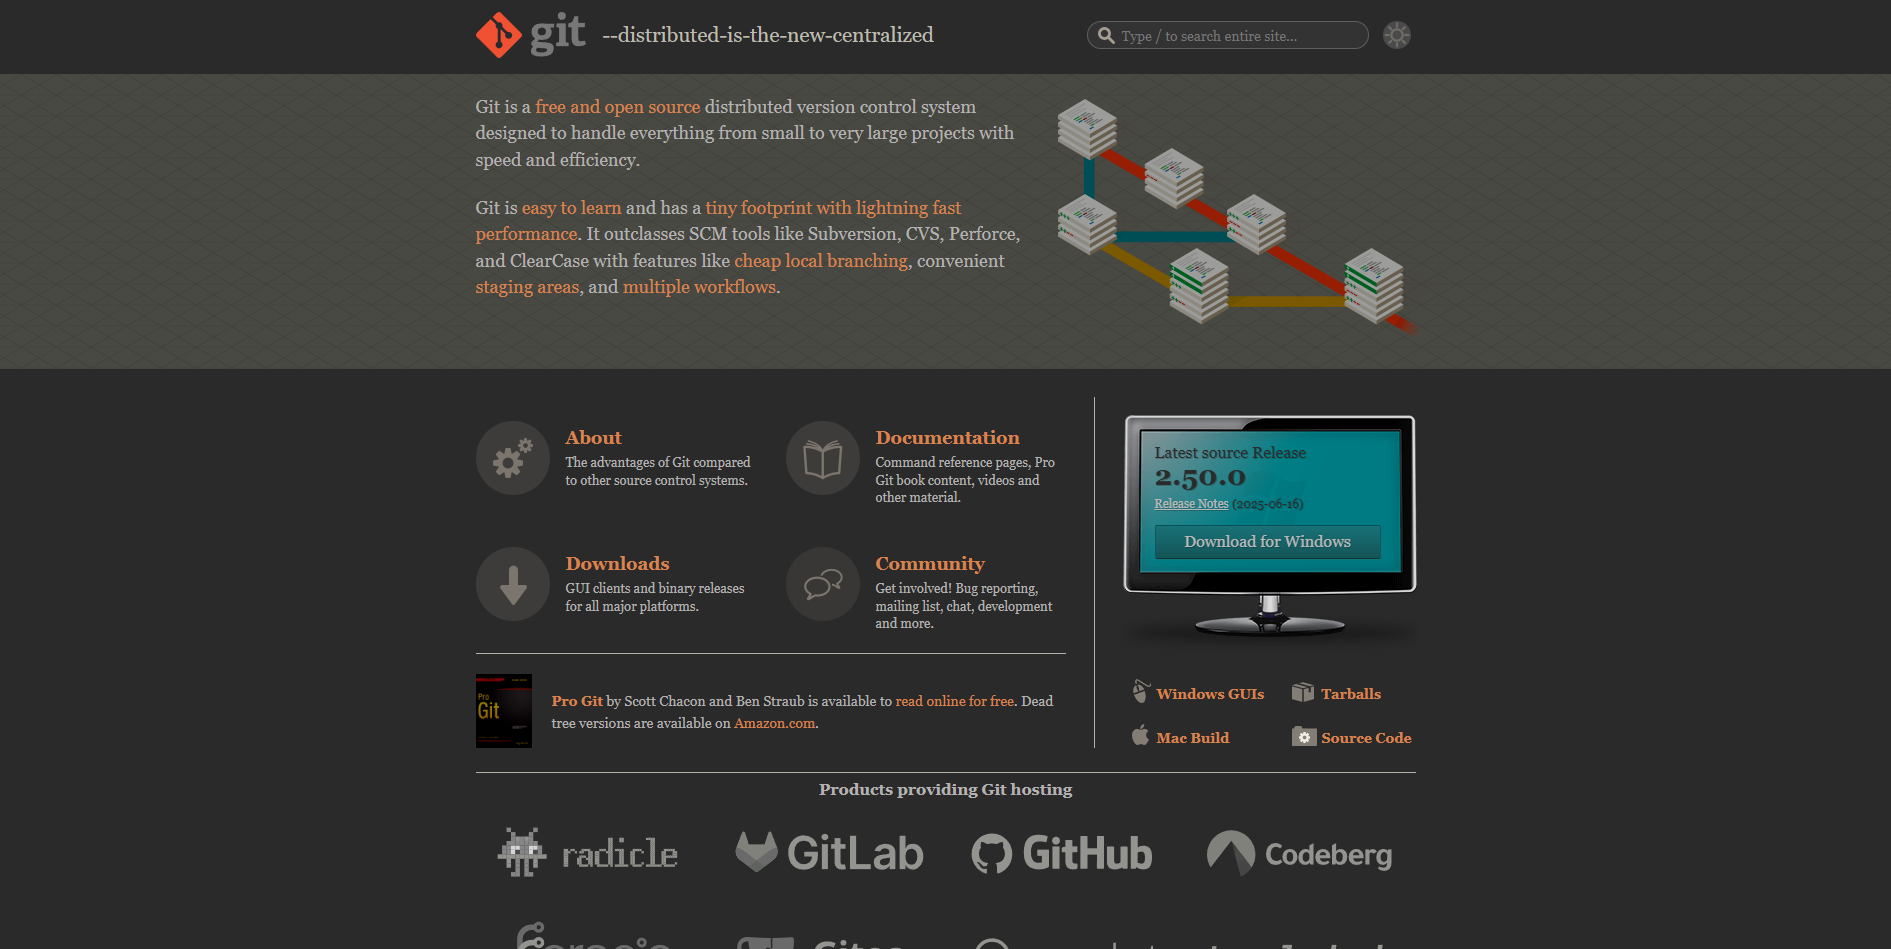 git --distributed-is-the-new-centralized
Type / to search entire site...
Git is a free and open source distributed version control system
designed to handle everything from small to very large projects with
speed and efficiency.
Git is easy to learn and has a tiny footprint with lightning fast
performance. It outclasses SCM tools like Subversion, CVS, Perforce,
and ClearCase with features like cheap local branching, convenient
staging areas, and multiple workflows.
About
The advantages of Git compared
to other source control systems.
Documentation
Command reference pages, Pro
Git book content, videos and
other material.
Downloads
GUI clients and binary releases
for all major platforms.
Community
Get involved! Bug reporting,
mailing list, chat, development
and more.
Pro
Git
Pro Git by Scott Chacon and Ben Straub is available to read online for free. Dead
tree versions are available on Amazon.com.
Latest source Release
2.50.0
Release Notes (2025-06-16)
Download for Windows
Windows GUIs
Tarballs
Mac Build
Source Code
Products providing Git hosting
radicle
GitLab
GitHub
Codeberg